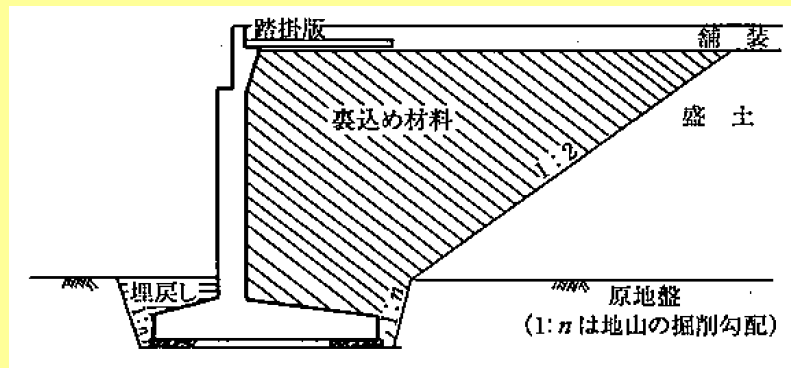 踏掛版
舗装
裏込め材料
盛土
1:2
埋戻し
1:n
1:n
原地盤
(1:nは地山の掘削勾配)